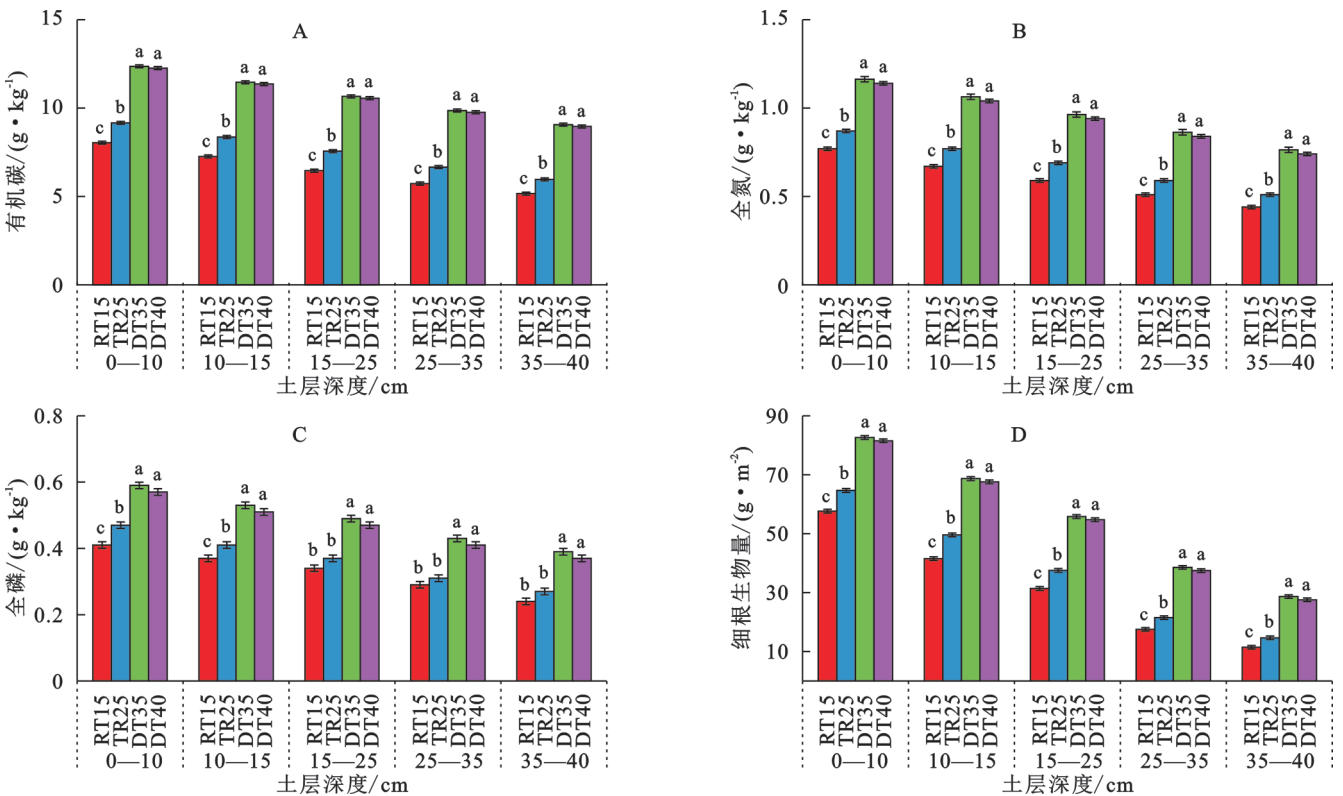 A
有机碳/(g·kg⁻¹)
15
10
5
0
c b a a
c b a a
c b a a
c b a a
c b a a
RT15 TR25 DT35 DT40 RT15 TR25 DT35 DT40 RT15 TR25 DT35 DT40 RT15 TR25 DT35 DT40 RT15 TR25 DT35 DT40
0—10 10—15 15—25 25—35 35—40
土层深度/cm
B
全氮/(g·kg⁻¹)
1.5
1.0
0.5
0.0
c b a a
c b a a
c b a a
c b a a
c b a a
RT15 TR25 DT35 DT40 RT15 TR25 DT35 DT40 RT15 TR25 DT35 DT40 RT15 TR25 DT35 DT40 RT15 TR25 DT35 DT40
0—10 10—15 15—25 25—35 35—40
土层深度/cm
C
全磷/(g·kg⁻¹)
0.8
0.6
0.4
0.2
0
c b a a
c b a a
b b a a
b b a a
b b a a
RT15 TR25 DT35 DT40 RT15 TR25 DT35 DT40 RT15 TR25 DT35 DT40 RT15 TR25 DT35 DT40 RT15 TR25 DT35 DT40
0—10 10—15 15—25 25—35 35—40
土层深度/cm
D
细根生物量/(g·m⁻²)
90
70
50
30
10
c b a a
c b a a
c b a a
c b a a
c b a a
RT15 TR25 DT35 DT40 RT15 TR25 DT35 DT40 RT15 TR25 DT35 DT40 RT15 TR25 DT35 DT40 RT15 TR25 DT35 DT40
0—10 10—15 15—25 25—35 35—40
土层深度/cm